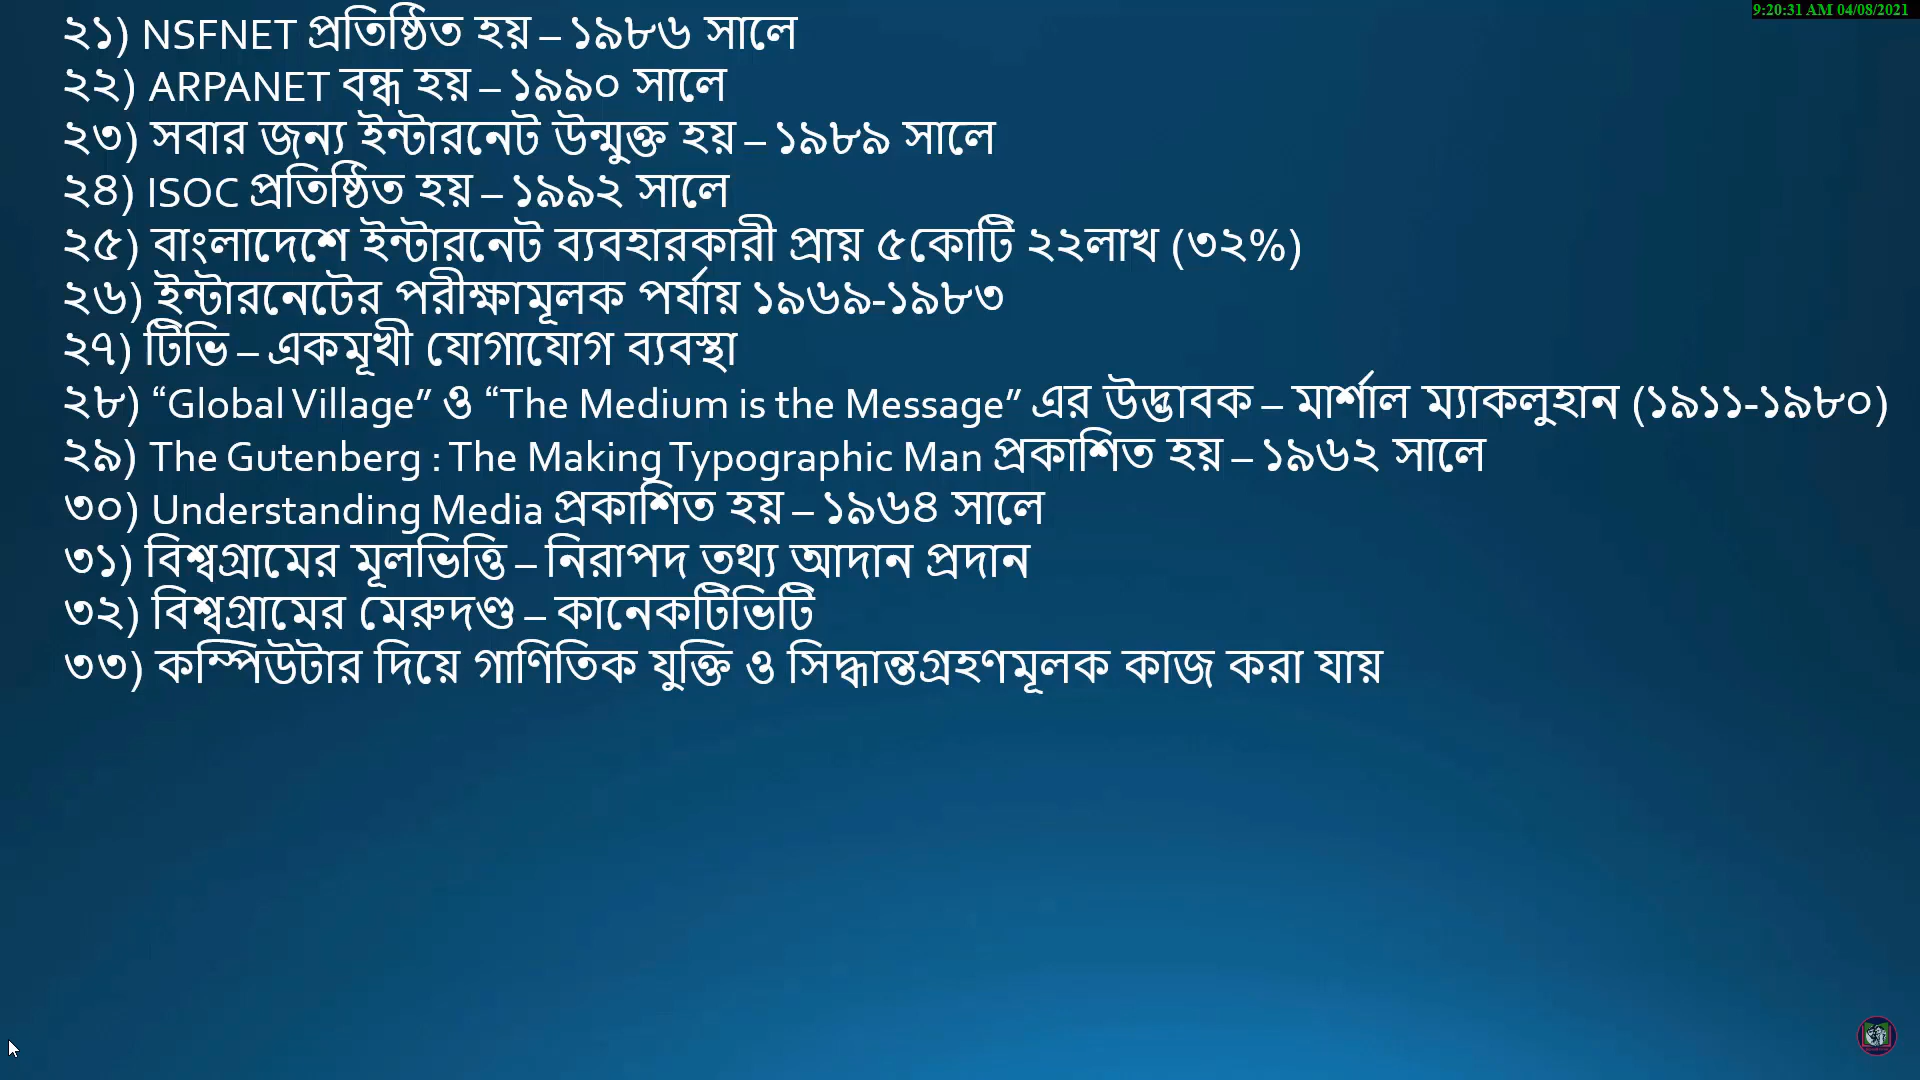 9:20:31 AM 04/08/2021
২১) NSFNET প্রতিষ্ঠিত হয় – ১৯৮৬ সালে
২২) ARPANET বন্ধ হয় – ১৯৯০ সালে
২৩) সবার জন্য ইন্টারনেট উন্মুক্ত হয় – ১৯৮৯ সালে
২৪) ISOC প্রতিষ্ঠিত হয় – ১৯৯২ সালে
২৫) বাংলাদেশে ইন্টারনেট ব্যবহারকারী প্রায় ৫কোটি ২২লাখ (৩২%)
২৬) ইন্টারনেটের পরীক্ষামূলক পর্যায় ১৯৬৯-১৯৮৩
২৭) টিভি – একমূখী যোগাযোগ ব্যবস্থা
২৮) “Global Village” ও “The Medium is the Message” এর উদ্ভাবক – মার্শাল ম্যাকলুহান (১৯১১-১৯৮০)
২৯) The Gutenberg : The Making Typographic Man প্রকাশিত হয় – ১৯৬২ সালে
৩০) Understanding Media প্রকাশিত হয় – ১৯৬৪ সালে
৩১) বিশ্বগ্রামের মূলভিত্তি – নিরাপদ তথ্য আদান প্রদান
৩২) বিশ্বগ্রামের মেরুদণ্ড – কানেকটিভিটি
৩৩) কম্পিউটার দিয়ে গাণিতিক যুক্তি ও সিদ্ধান্তগ্রহণমূলক কাজ করা যায়